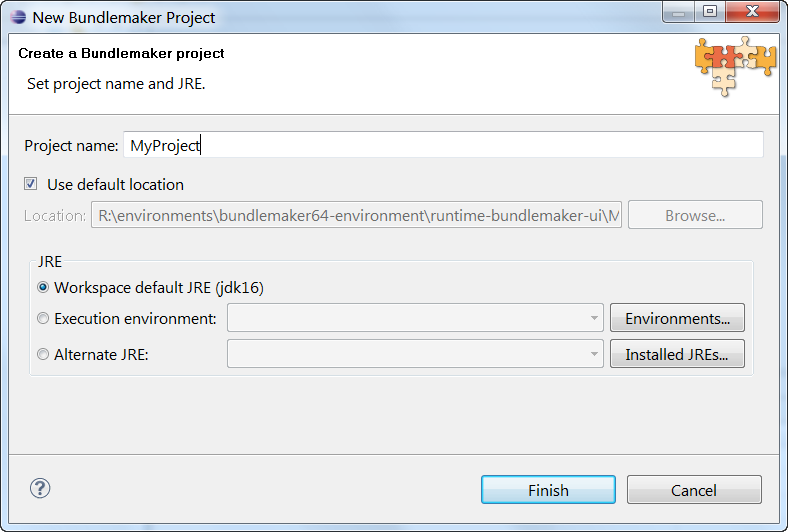 New Bundlemaker Project
Create a Bundlemaker project
Set project name and JRE.
Project name: MyProject
Use default location
Location: R:\environments\bundlemaker64-environment\runtime-bundlemaker-ui\M Browse...
JRE
Workspace default JRE (jdk16)
Execution environment: Environments...
Alternate JRE: Installed JREs...
? Finish Cancel